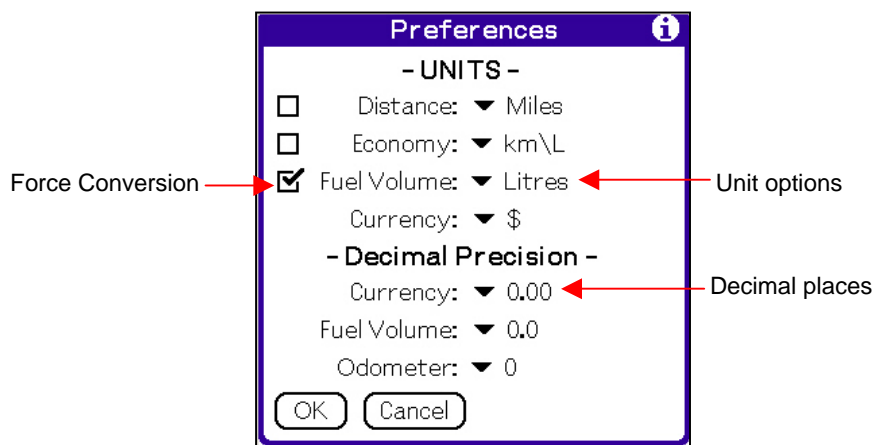 Preferences
- UNITS -
Distance: Miles
Economy: km\L
Force Conversion Fuel Volume: Litres Unit options
Currency: $
- Decimal Precision -
Currency: 0.00 Decimal places
Fuel Volume: 0.0
Odometer: 0
OK Cancel